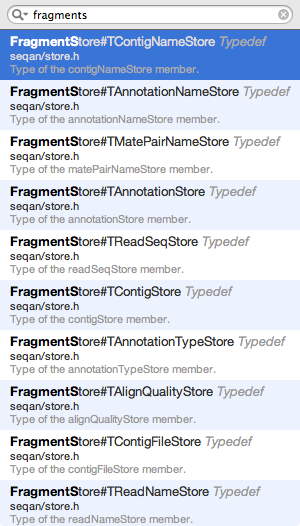 fragments
FragmentStore#TContigNameStore Typedef
seqan/store.h
Type of the contigNameStore member.
FragmentStore#TAnnotationNameStore Typedef
seqan/store.h
Type of the annotationNameStore member.
FragmentStore#TMatePairNameStore Typedef
seqan/store.h
Type of the matePairNameStore member.
FragmentStore#TAnnotationStore Typedef
seqan/store.h
Type of the annotationStore member.
FragmentStore#TReadSeqStore Typedef
seqan/store.h
Type of the readSeqStore member.
FragmentStore#TContigStore Typedef
seqan/store.h
Type of the contigStore member.
FragmentStore#TAnnotationTypeStore Typedef
seqan/store.h
Type of the annotationTypeStore member.
FragmentStore#TAlignQualityStore Typedef
seqan/store.h
Type of the alignQualityStore member.
FragmentStore#TContigFileStore Typedef
seqan/store.h
Type of the contigFileStore member.
FragmentStore#TReadNameStore Typedef
seqan/store.h
Type of the readNameStore member.